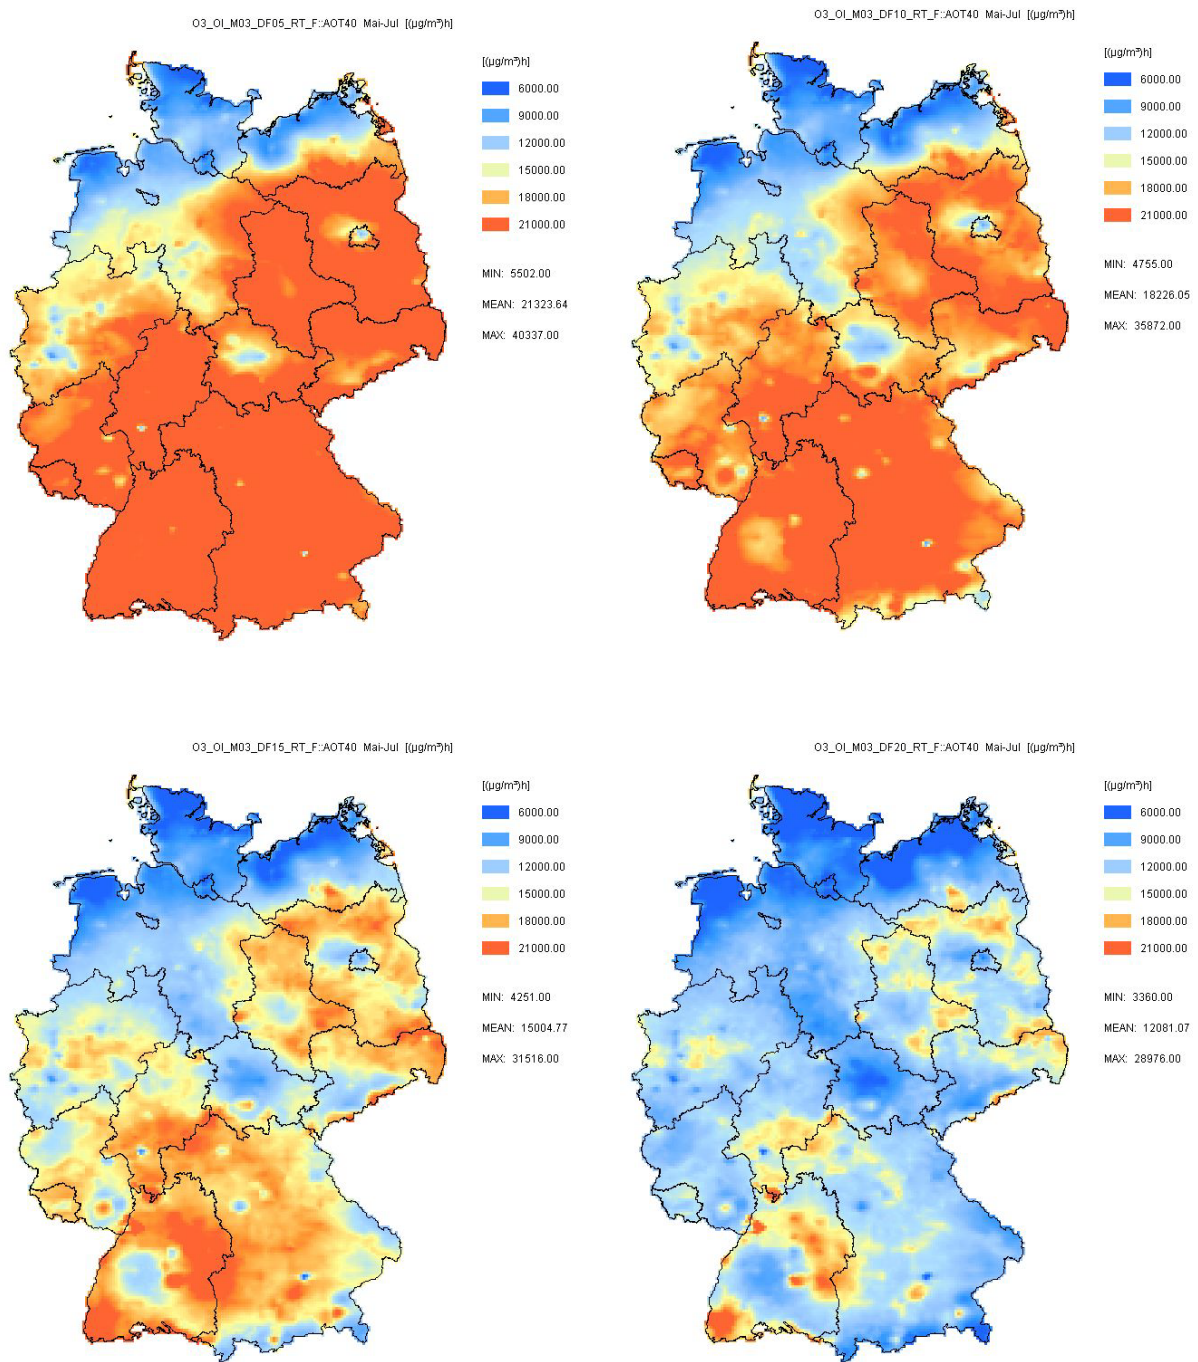 O3_OI_M03_DF05_RT_F::AOT40 Mai-Jul [(µg/m³)h]
[(µg/m³)h]
6000.00
9000.00
12000.00
15000.00
18000.00
21000.00
MIN: 5502.00
MEAN: 21323.64
MAX: 40337.00
O3_OI_M03_DF10_RT_F::AOT40 Mai-Jul [(µg/m³)h]
[(µg/m³)h]
6000.00
9000.00
12000.00
15000.00
18000.00
21000.00
MIN: 4755.00
MEAN: 18226.05
MAX: 35872.00
O3_OI_M03_DF15_RT_F::AOT40 Mai-Jul [(µg/m³)h]
[(µg/m³)h]
6000.00
9000.00
12000.00
15000.00
18000.00
21000.00
MIN: 4251.00
MEAN: 15004.77
MAX: 31516.00
O3_OI_M03_DF20_RT_F::AOT40 Mai-Jul [(µg/m³)h]
[(µg/m³)h]
6000.00
9000.00
12000.00
15000.00
18000.00
21000.00
MIN: 3360.00
MEAN: 12081.07
MAX: 28976.00